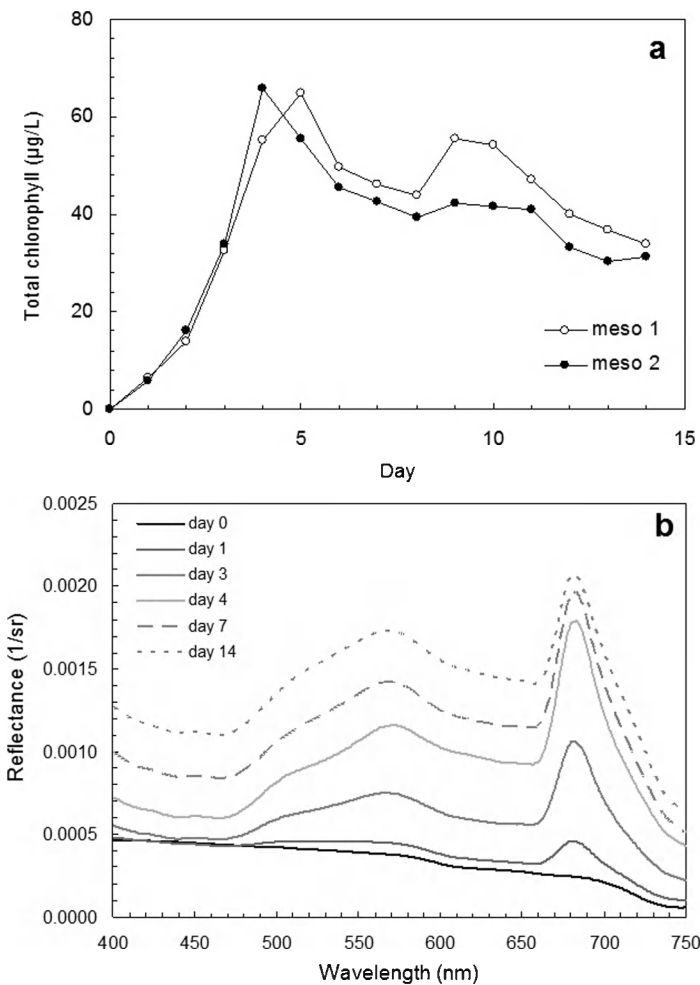 a
80
60
40
20
0
Total chlorophyll (µg/L)
meso 1
meso 2
0 5 10 15
Day
b
0.0025
0.0020
0.0015
0.0010
0.0005
0.0000
Reflectance (1/sr)
day 0
day 1
day 3
day 4
day 7
day 14
400 450 500 550 600 650 700 750
Wavelength (nm)